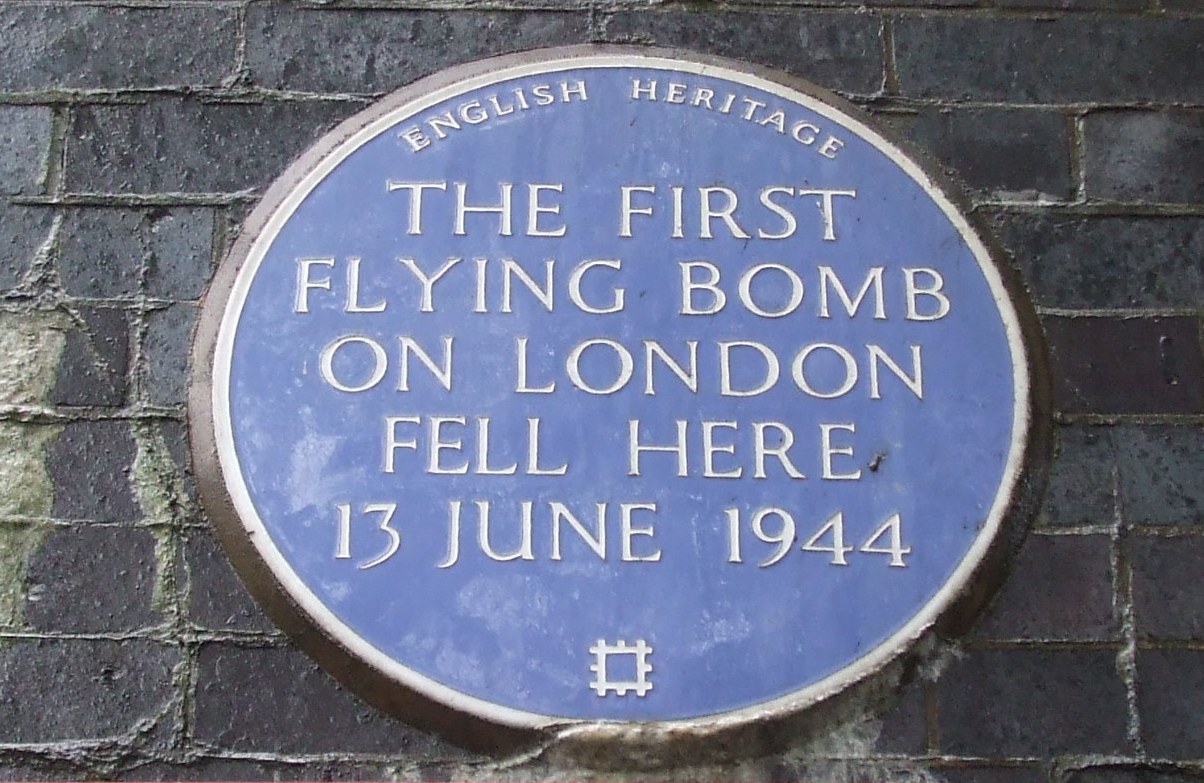 ENGLISH HERITAGE
THE FIRST
FLYING BOMB
ON LONDON
FELL HERE
13 JUNE 1944